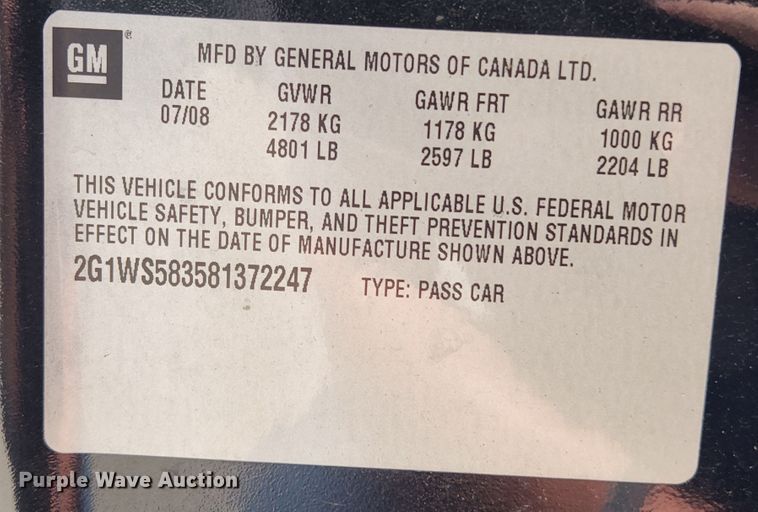 GM®
MFD BY GENERAL MOTORS OF CANADA LTD.
DATE GVWR GAWR FRT GAWR RR
07/08 2178 KG 1178 KG 1000 KG
4801 LB 2597 LB 2204 LB
THIS VEHICLE CONFORMS TO ALL APPLICABLE U.S. FEDERAL MOTOR
VEHICLE SAFETY, BUMPER, AND THEFT PREVENTION STANDARDS IN
EFFECT ON THE DATE OF MANUFACTURE SHOWN ABOVE.
2G1WS583581372247 TYPE: PASS CAR
Purple Wave Auction